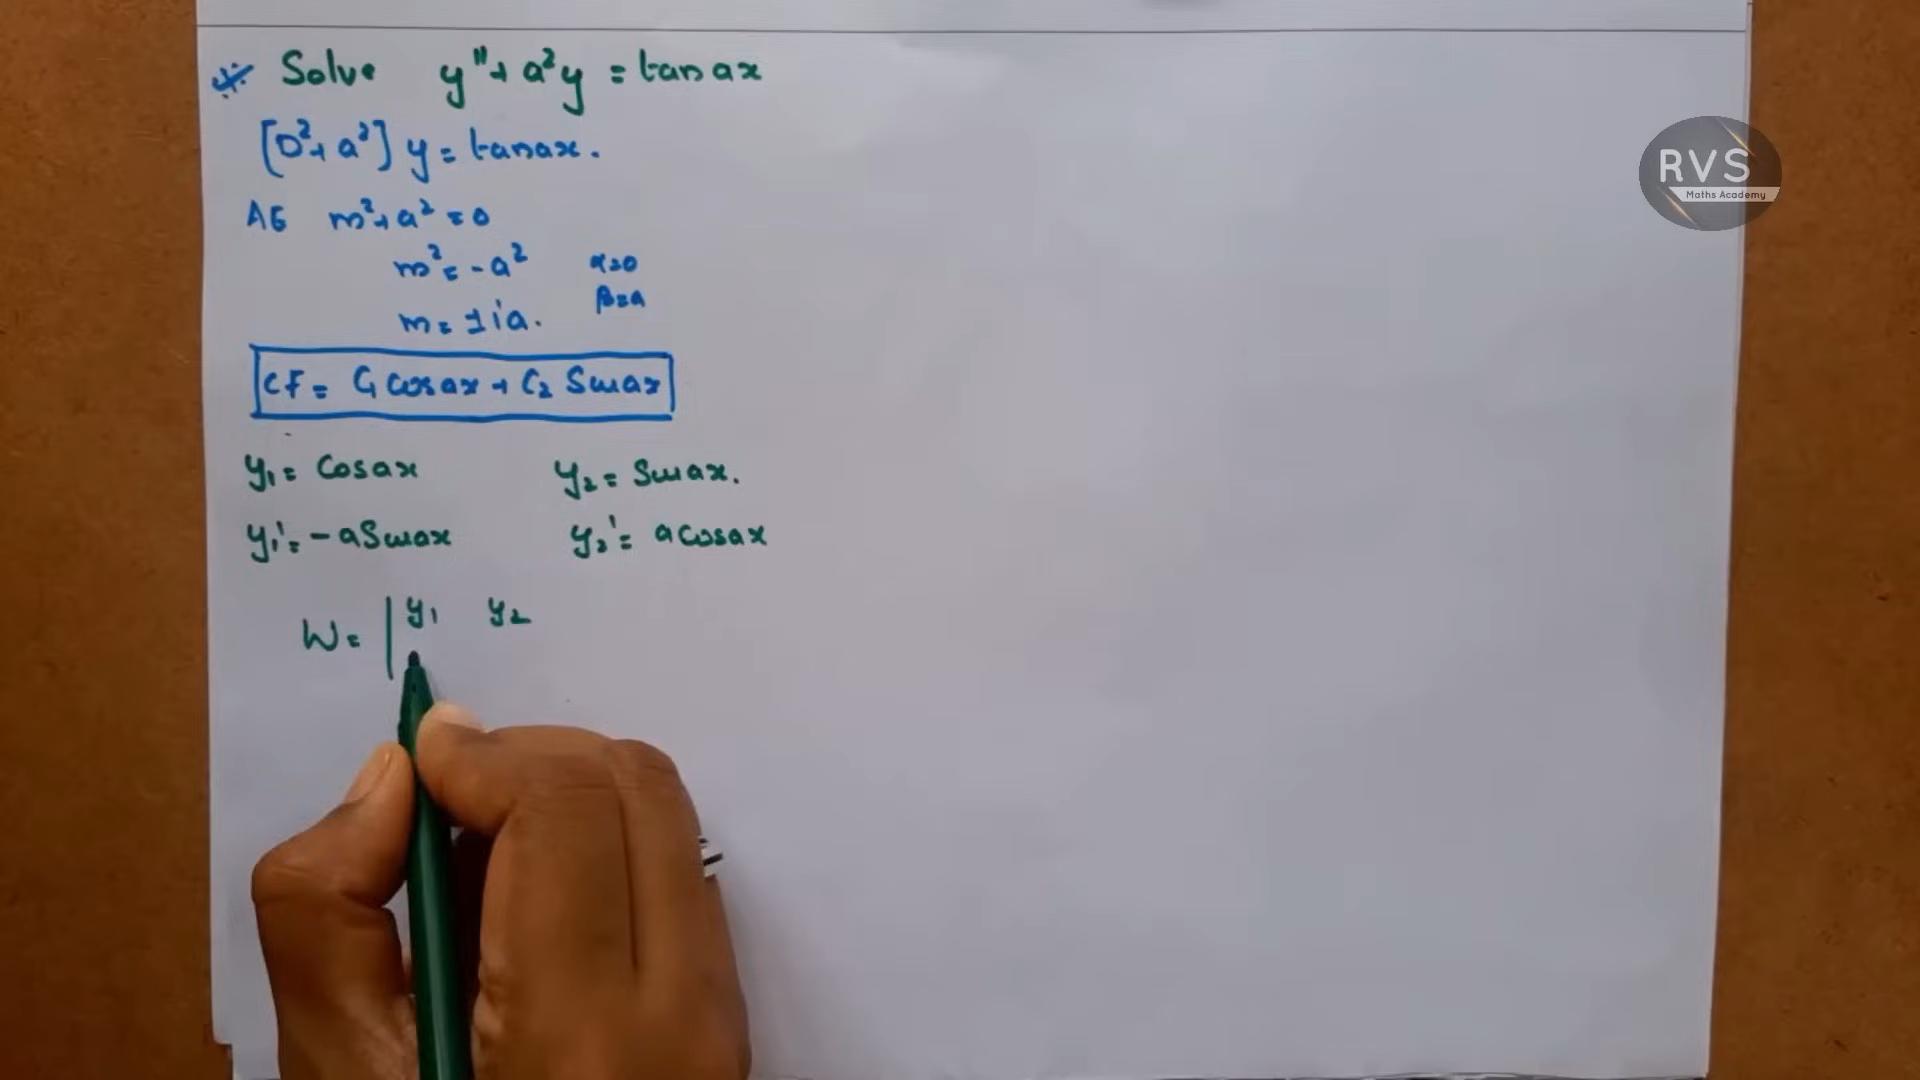 Solve y'' + a²y = tan ax
[D² + a²] y = tan ax.
AE m² + a² = 0
m² = -a² α=0
m = ±ia. β=a
CF = C₁ cos ax + C₂ Sin ax
y₁ = Cos ax y₂ = Sin ax.
y₁' = -a Sin ax y₂' = a cos ax
W = | y₁ y₂
RVS
Maths Academy